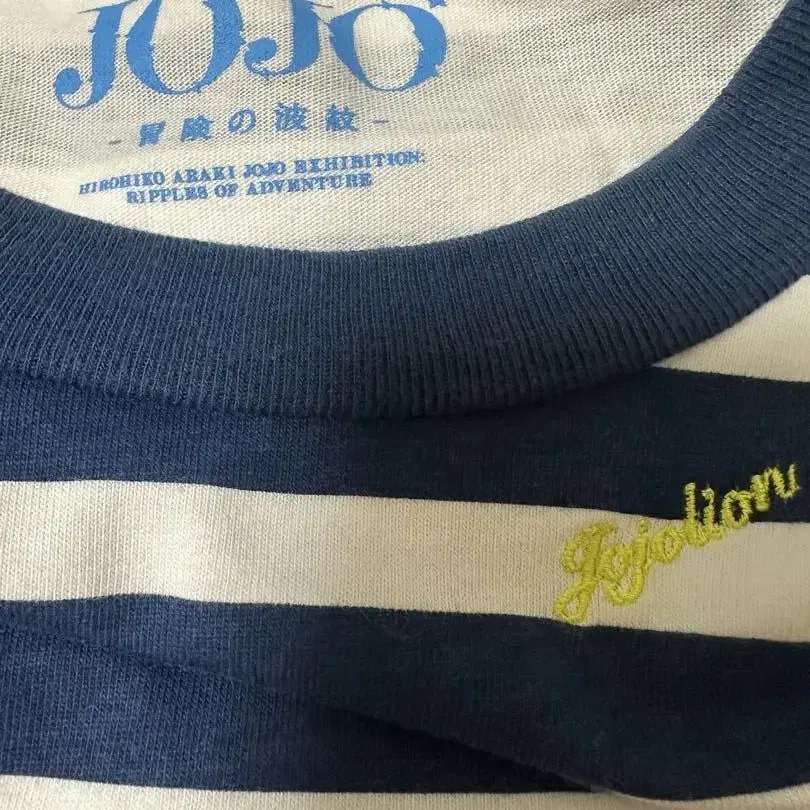 JOJO
-冒険の波紋-
HIROHIKO ARAKI JOJO EXHIBITION:
RIPPLES OF ADVENTURE
Jojolion